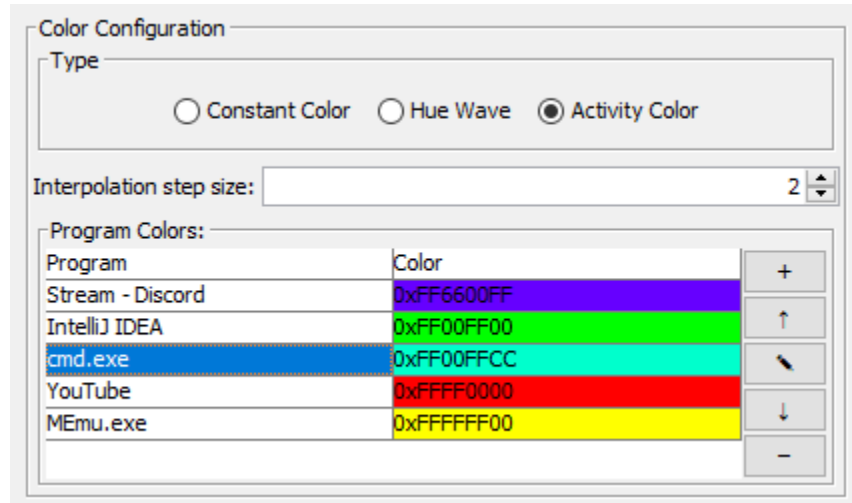 Color Configuration
Type
Constant Color Hue Wave Activity Color
Interpolation step size: 2
Program Colors:
Program Color
+
Stream - Discord 0xFF6600FF
IntelliJ IDEA 0xFF00FF00
↑
cmd.exe 0xFF00FFCC
YouTube 0xFFFF0000
MEmu.exe 0xFFFFFF00
↓
−